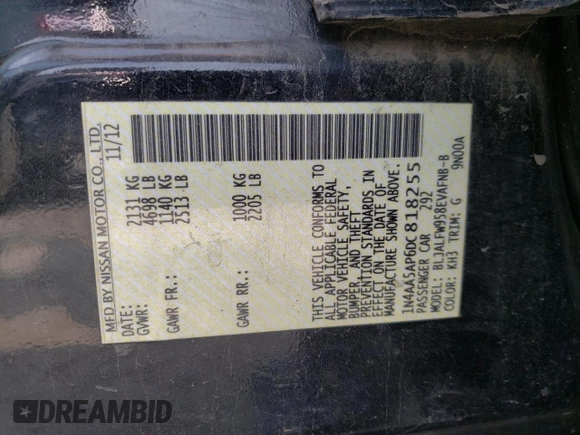 MFD BY NISSAN MOTOR CO., LTD.
DATE: 11/12
GVWR: 2131 KG
4698 LB
GAWR FR.: 1140 KG
2513 LB
GAWR RR.: 1000 KG
2205 LB
THIS VEHICLE CONFORMS TO
ALL APPLICABLE FEDERAL
MOTOR VEHICLE SAFETY,
BUMPER, AND THEFT
PREVENTION STANDARDS IN
EFFECT ON THE DATE OF
MANUFACTURE SHOWN ABOVE.
1N4AA5AP6DC818255
PASSENGER CAR 292
MODEL: BLJALFW958EVAFNB-B
COLOR: KH3 TRIM: G 9N00A
DREAMBID